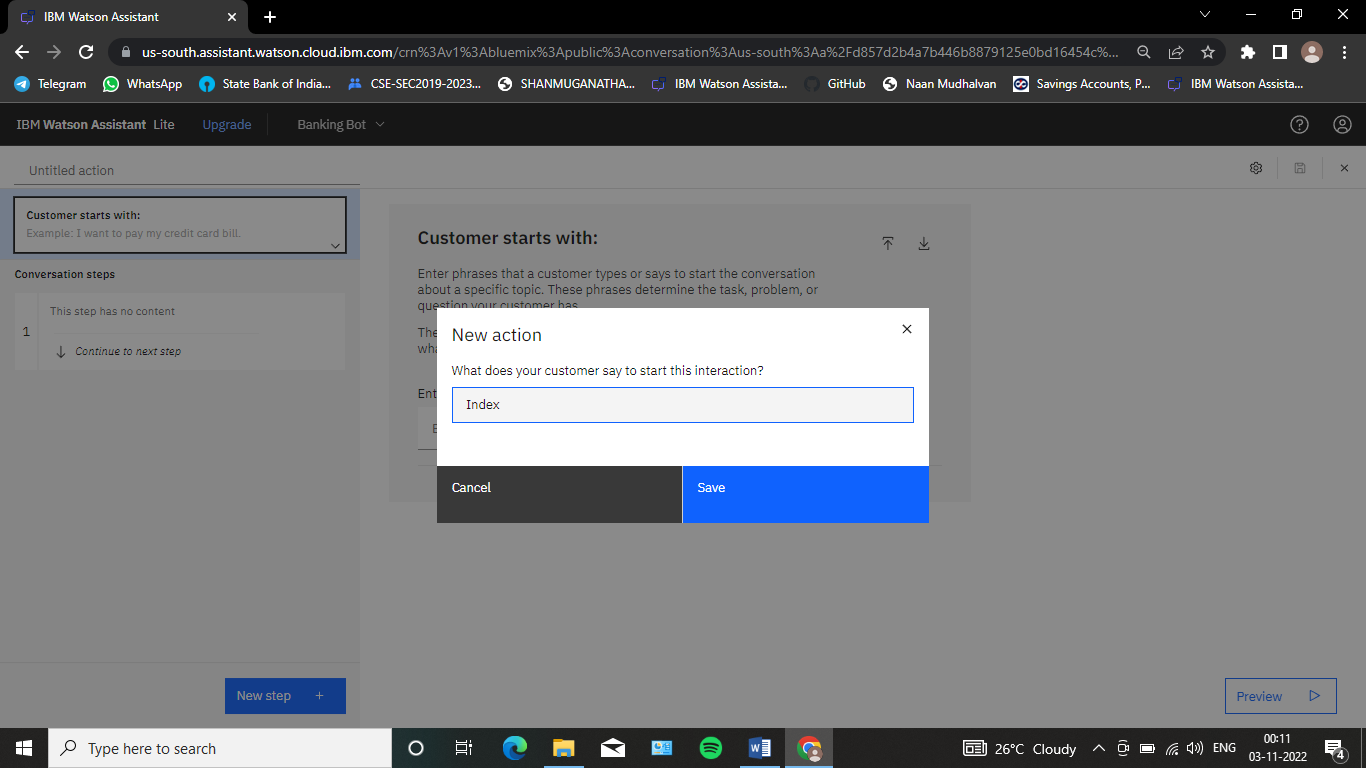 IBM Watson Assistant
us-south.assistant.watson.cloud.ibm.com/crn%3Av1%3Abluemix%3Apublic%3Aconversation%3Aus-south%3Aa%2Fd857d2b4a7b446b8879125e0bd16454c%...
Telegram WhatsApp State Bank of India... CSE-SEC2019-2023... SHANMUGANATHA... IBM Watson Assista... GitHub Naan Mudhalvan Savings Accounts, P... IBM Watson Assista...
IBM Watson Assistant Lite Upgrade Banking Bot
Untitled action
Customer starts with:
Example: I want to pay my credit card bill.
Conversation steps
1
This step has no content
Continue to next step
New step +
Customer starts with:
Enter phrases that a customer types or says to start the conversation
about a specific topic. These phrases determine the task, problem, or
question your customer has.
The
wha
Ent
E
New action
What does your customer say to start this interaction?
Index
Cancel Save
Preview
Type here to search
26°C Cloudy
ENG
00:11
03-11-2022
4